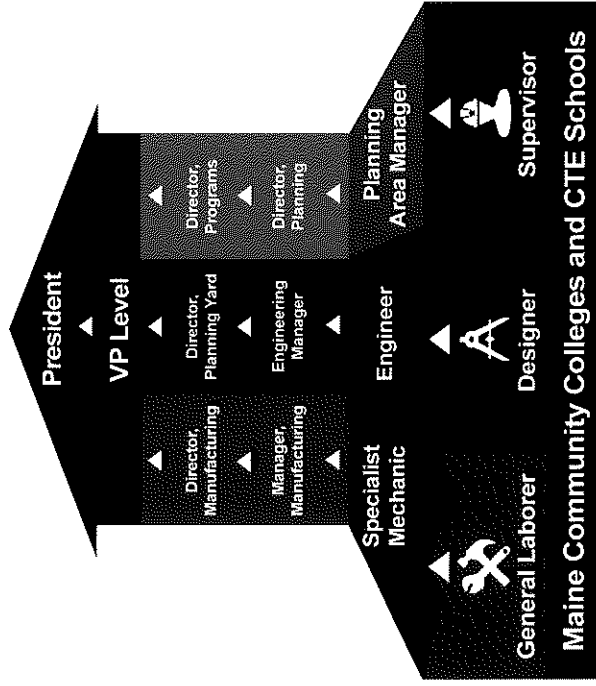 President
VP Level
Director,
Manufacturing
Director,
Planning Yard
Director,
Programs
Manager,
Manufacturing
Engineering
Manager
Director,
Planning
Specialist
Mechanic
Engineer
Planning
Area Manager
General Laborer
Designer
Supervisor
Maine Community Colleges and CTE Schools